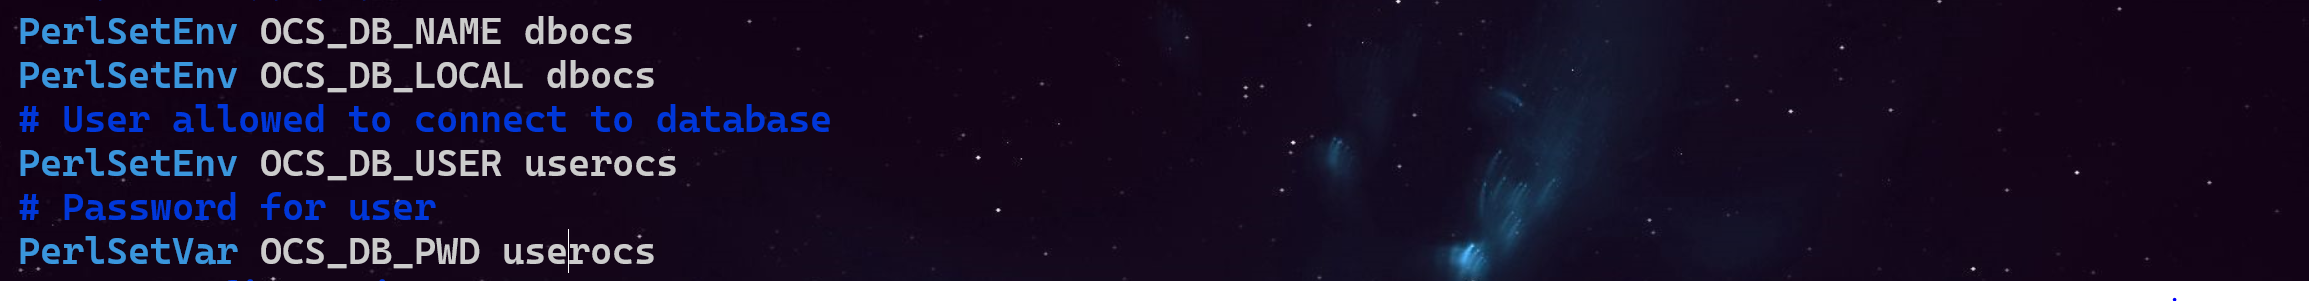 PerlSetEnv OCS_DB_NAME dbocs
PerlSetEnv OCS_DB_LOCAL dbocs
# User allowed to connect to database
PerlSetEnv OCS_DB_USER userocs
# Password for user
PerlSetVar OCS_DB_PWD userocs